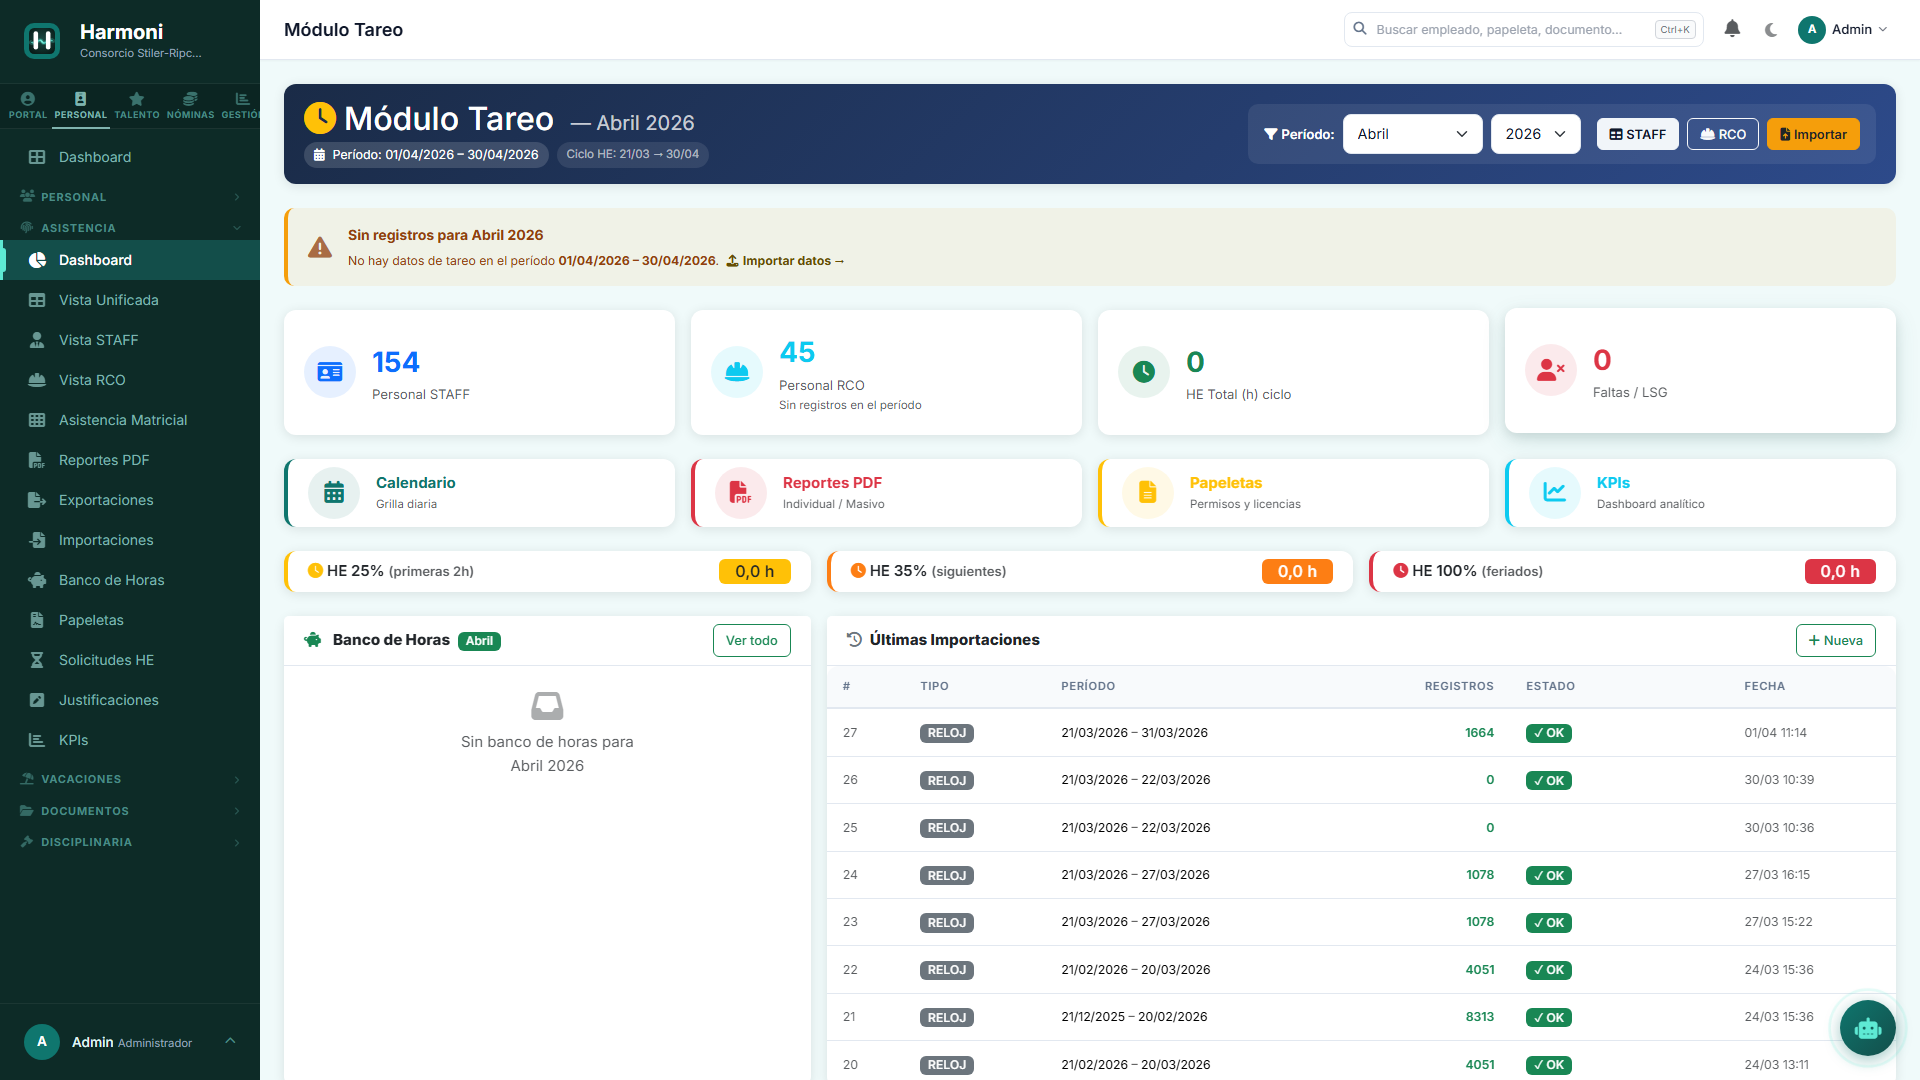 Harmoni
Consorcio Stiler-Ripc...
PORTAL
PERSONAL
TALENTO
NÓMINAS
GESTIÓ
Dashboard
PERSONAL
ASISTENCIA
Dashboard
Vista Unificada
Vista STAFF
Vista RCO
Asistencia Matricial
Reportes PDF
Exportaciones
Importaciones
Banco de Horas
Papeletas
Solicitudes HE
Justificaciones
KPIs
VACACIONES
DOCUMENTOS
DISCIPLINARIA
A Admin Administrador
Módulo Tareo
Buscar empleado, papeleta, documento... Ctrl+K
A Admin
Módulo Tareo — Abril 2026
Período: 01/04/2026 – 30/04/2026 Ciclo HE: 21/03 → 30/04
Período: Abril 2026 STAFF RCO Importar
Sin registros para Abril 2026
No hay datos de tareo en el período 01/04/2026 – 30/04/2026. Importar datos →
154
Personal STAFF
45
Personal RCO
Sin registros en el período
0
HE Total (h) ciclo
0
Faltas / LSG
Calendario
Grilla diaria
Reportes PDF
Individual / Masivo
Papeletas
Permisos y licencias
KPIs
Dashboard analítico
HE 25% (primeras 2h) 0,0 h
HE 35% (siguientes) 0,0 h
HE 100% (feriados) 0,0 h
Banco de Horas Abril Ver todo
Sin banco de horas para
Abril 2026
Últimas Importaciones + Nueva
# TIPO PERÍODO REGISTROS ESTADO FECHA
27 RELOJ 21/03/2026 – 31/03/2026 1664 ✓ OK 01/04 11:14
26 RELOJ 21/03/2026 – 22/03/2026 0 ✓ OK 30/03 10:39
25 RELOJ 21/03/2026 – 22/03/2026 0 30/03 10:36
24 RELOJ 21/03/2026 – 27/03/2026 1078 ✓ OK 27/03 16:15
23 RELOJ 21/03/2026 – 27/03/2026 1078 ✓ OK 27/03 15:22
22 RELOJ 21/02/2026 – 20/03/2026 4051 ✓ OK 24/03 15:36
21 RELOJ 21/12/2025 – 20/02/2026 8313 ✓ OK 24/03 15:36
20 RELOJ 21/02/2026 – 20/03/2026 4051 ✓ OK 24/03 13:11